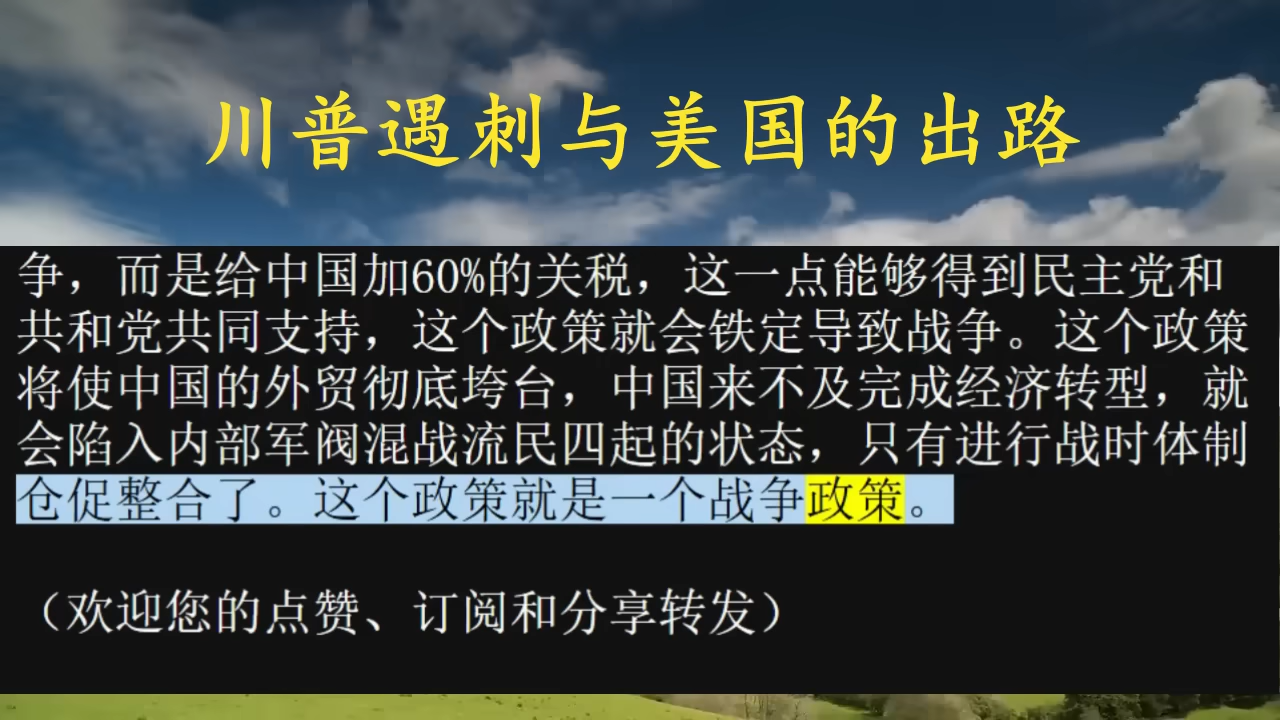 川普遇刺与美国的出路
争，而是给中国加60%的关税，这一点能够得到民主党和
共和党共同支持，这个政策就会铁定导致战争。这个政策
将使中国的外贸彻底垮台，中国来不及完成经济转型，就
会陷入内部军阀混战流民四起的状态，只有进行战时体制
仓促整合了。这个政策就是一个战争政策。
（欢迎您的点赞、订阅和分享转发）